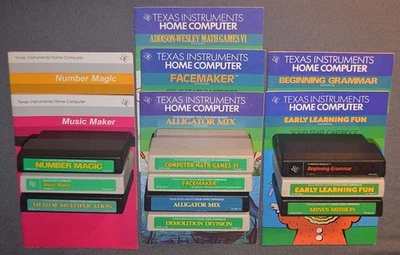 TEXAS INSTRUMENTS
HOME COMPUTER
ADDISON-WESLEY MATH GAMES VI
Texas Instruments Home Computer
Number Magic
TEXAS INSTRUMENTS
HOME COMPUTER
FACEMAKER
TEXAS INSTRUMENTS
HOME COMPUTER
BEGINNING GRAMMAR
Texas Instruments Home Computer
Music Maker
TEXAS INSTRUMENTS
HOME COMPUTER
ALLIGATOR MIX
TEXAS INSTRUMENTS
HOME COMPUTER
EARLY LEARNING FUN
NUMBER MAGIC
Music Maker
METEOR MULTIPLICATION
COMPUTER MATH GAMES VI
FACEMAKER
ALLIGATOR MIX
DEMOLITION DIVISION
Beginning Grammar
EARLY LEARNING FUN
MINUS MISSION